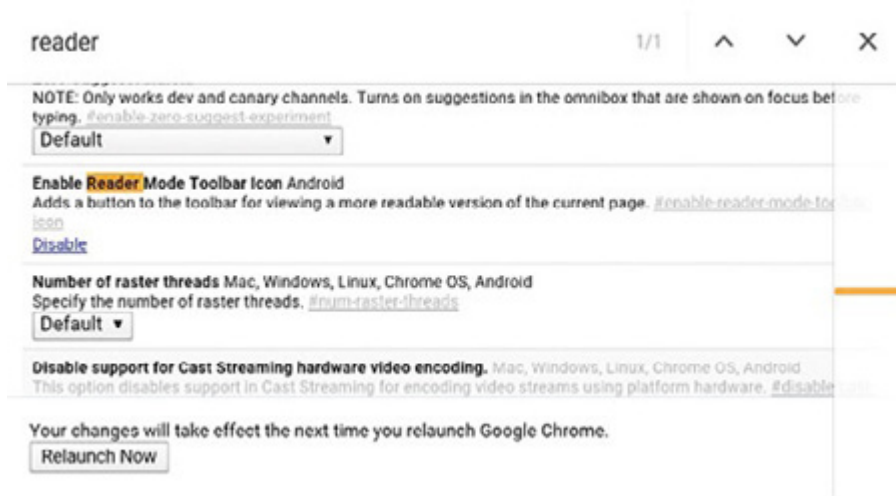 reader 1/1
NOTE: Only works dev and canary channels. Turns on suggestions in the omnibox that are shown on focus before
typing. #enable-zero-suggest-experiment
Default
Enable Reader Mode Toolbar Icon Android
Adds a button to the toolbar for viewing a more readable version of the current page. #enable-reader-mode-toolbar-
icon
Disable
Number of raster threads Mac, Windows, Linux, Chrome OS, Android
Specify the number of raster threads. #num-raster-threads
Default
Disable support for Cast Streaming hardware video encoding. Mac, Windows, Linux, Chrome OS, Android
This option disables support in Cast Streaming for encoding video streams using platform hardware. #disable
Your changes will take effect the next time you relaunch Google Chrome.
Relaunch Now